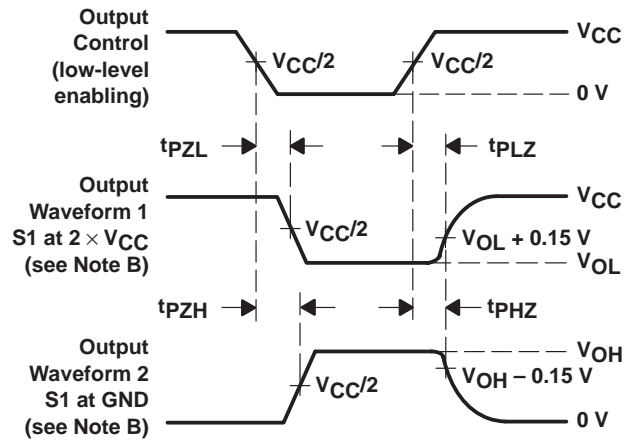 Output
Control
(low-level
enabling)
VCC
VCC/2
VCC/2
0 V
tPZL
tPLZ
Output
Waveform 1
S1 at 2 × VCC
(see Note B)
VCC
VCC/2
VOL + 0.15 V
VOL
tPZH
tPHZ
Output
Waveform 2
S1 at GND
(see Note B)
VOH
VCC/2
VOH – 0.15 V
0 V